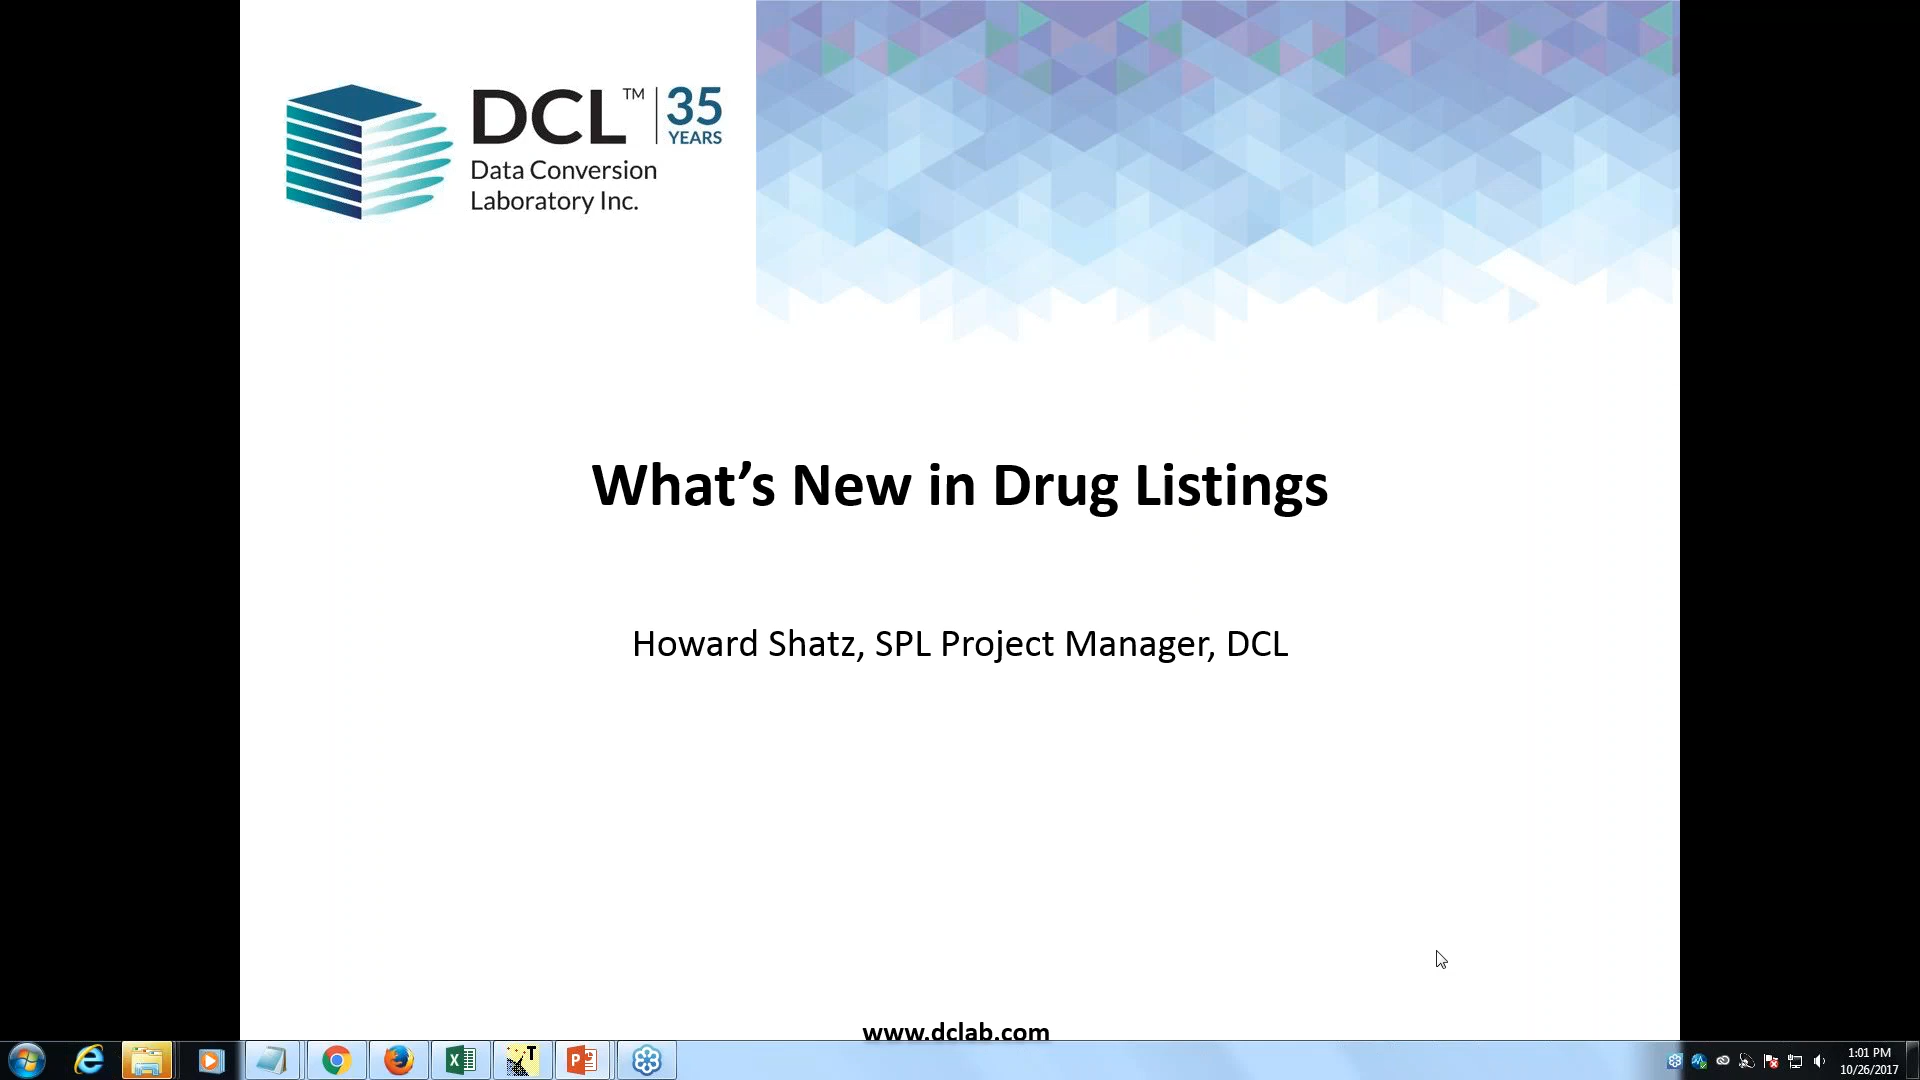 DCL™ | 35
YEARS
Data Conversion
Laboratory Inc.
What’s New in Drug Listings
Howard Shatz, SPL Project Manager, DCL
www.dclab.com
1:01 PM
10/26/2017